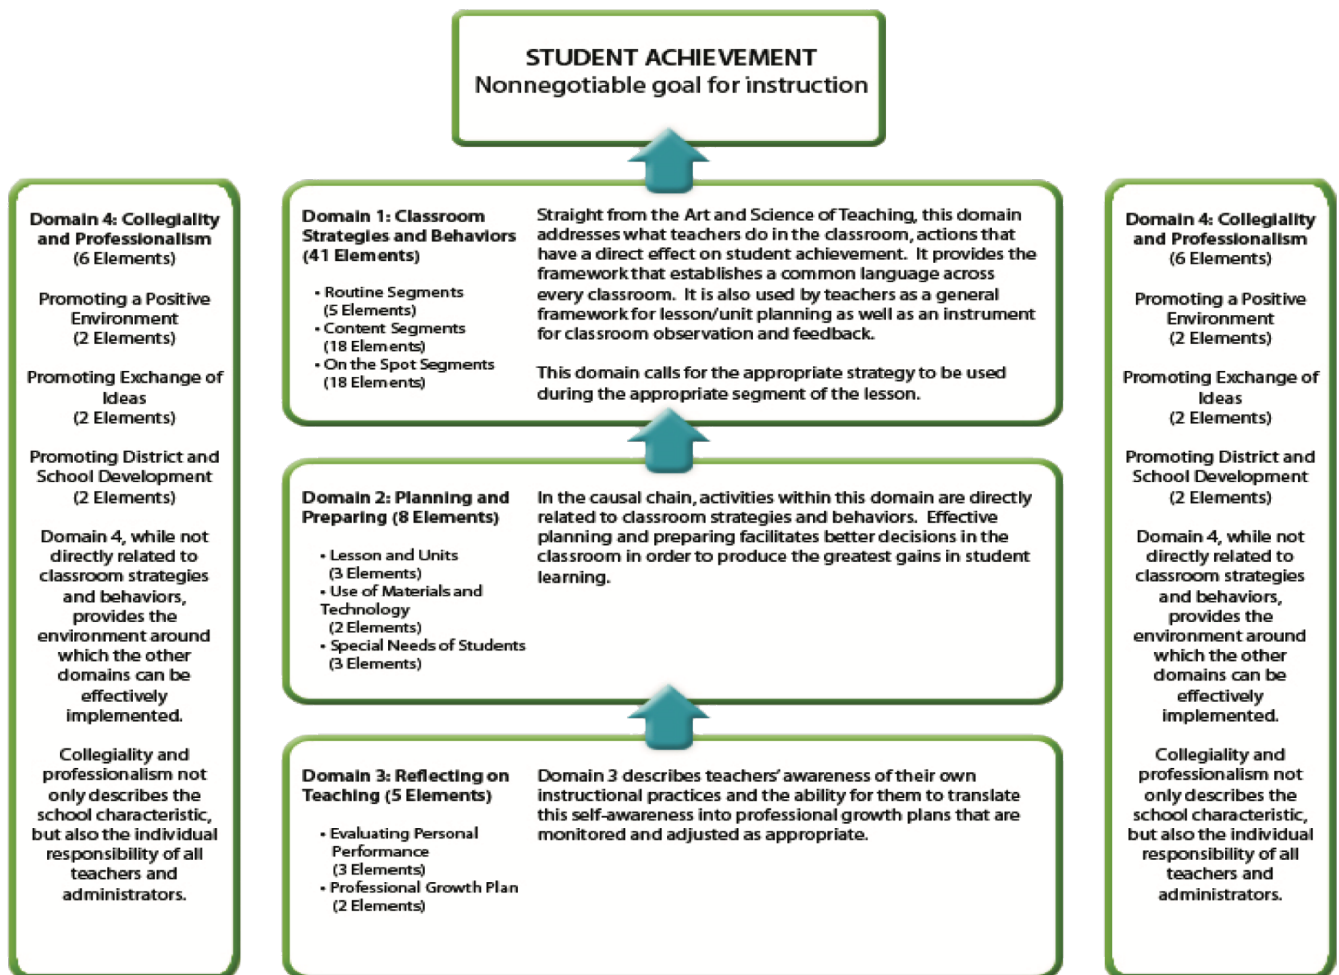 STUDENT ACHIEVEMENT
Nonnegotiable goal for instruction
Domain 4: Collegiality
and Professionalism
(6 Elements)
Promoting a Positive
Environment
(2 Elements)
Promoting Exchange of
Ideas
(2 Elements)
Promoting District and
School Development
(2 Elements)
Domain 4, while not
directly related to
classroom strategies
and behaviors,
provides the
environment around
which the other
domains can be
effectively
implemented.
Collegiality and
professionalism not
only describes the
school characteristic,
but also the individual
responsibility of all
teachers and
administrators.
Domain 1: Classroom
Strategies and Behaviors
(41 Elements)
• Routine Segments
(5 Elements)
• Content Segments
(18 Elements)
• On the Spot Segments
(18 Elements)
Straight from the Art and Science of Teaching, this domain
addresses what teachers do in the classroom, actions that
have a direct effect on student achievement. It provides the
framework that establishes a common language across
every classroom. It is also used by teachers as a general
framework for lesson/unit planning as well as an instrument
for classroom observation and feedback.
This domain calls for the appropriate strategy to be used
during the appropriate segment of the lesson.
Domain 2: Planning and
Preparing (8 Elements)
• Lesson and Units
(3 Elements)
• Use of Materials and
Technology
(2 Elements)
• Special Needs of Students
(3 Elements)
In the causal chain, activities within this domain are directly
related to classroom strategies and behaviors. Effective
planning and preparing facilitates better decisions in the
classroom in order to produce the greatest gains in student
learning.
Domain 3: Reflecting on
Teaching (5 Elements)
• Evaluating Personal
Performance
(3 Elements)
• Professional Growth Plan
(2 Elements)
Domain 3 describes teachers' awareness of their own
instructional practices and the ability for them to translate
this self-awareness into professional growth plans that are
monitored and adjusted as appropriate.
Domain 4: Collegiality
and Professionalism
(6 Elements)
Promoting a Positive
Environment
(2 Elements)
Promoting Exchange of
Ideas
(2 Elements)
Promoting District and
School Development
(2 Elements)
Domain 4, while not
directly related to
classroom strategies
and behaviors,
provides the
environment around
which the other
domains can be
effectively
implemented.
Collegiality and
professionalism not
only describes the
school characteristic,
but also the individual
responsibility of all
teachers and
administrators.